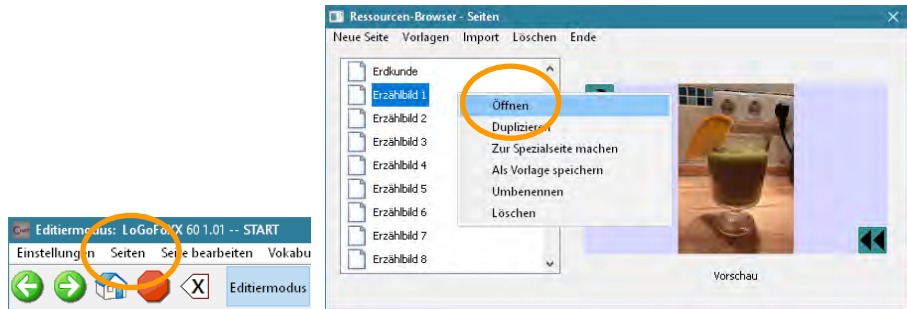 Editiermodus: LoGoFoXX 60 1.01 -- START
Einstellungen Seiten Seite bearbeiten Vokabu
X Editiermodus
Ressourcen-Browser - Seiten
Neue Seite Vorlagen Import Löschen Ende
Erdkunde
Erzählbild 1
Erzählbild 2
Erzählbild 3
Erzählbild 4
Erzählbild 5
Erzählbild 6
Erzählbild 7
Erzählbild 8
Öffnen
Duplizieren
Zur Spezialseite machen
Als Vorlage speichern
Umbenennen
Löschen
Vorschau